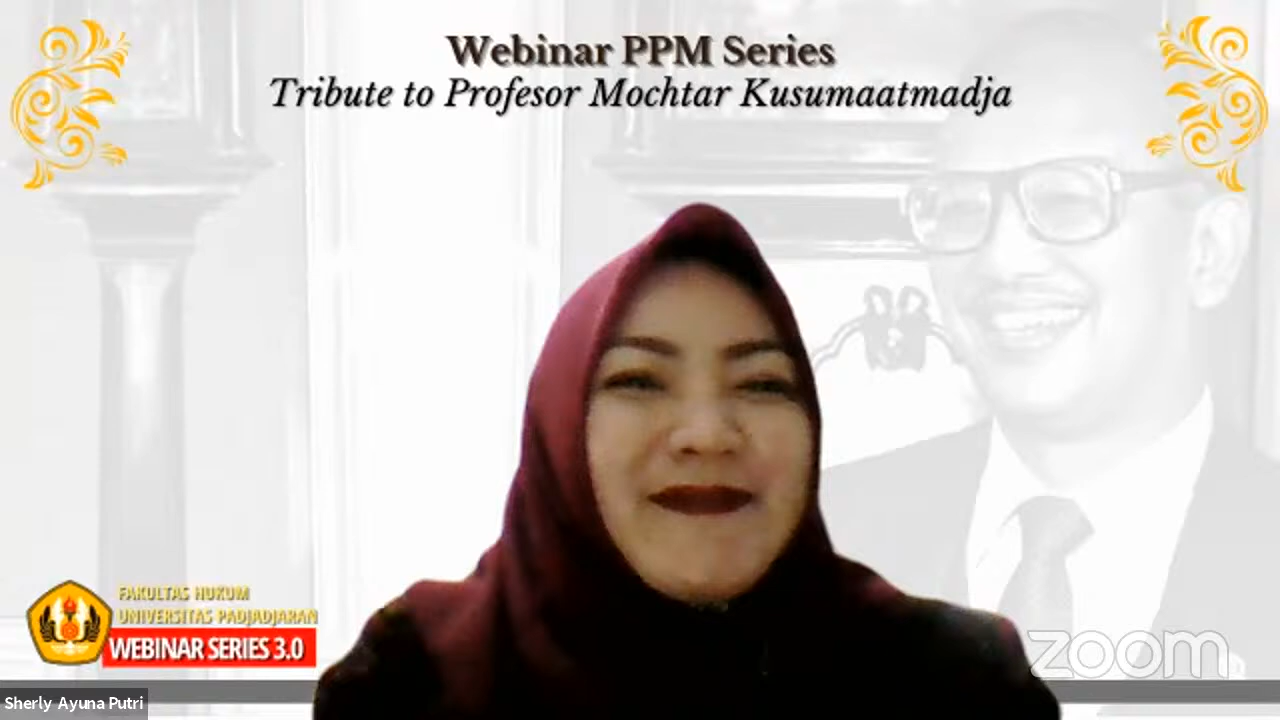 Webinar PPM Series
Tribute to Profesor Mochtar Kusumaatmadja
FAKULTAS HUKUM
UNIVERSITAS PADJADJARAN
WEBINAR SERIES 3.0
zoom
Sherly Ayuna Putri